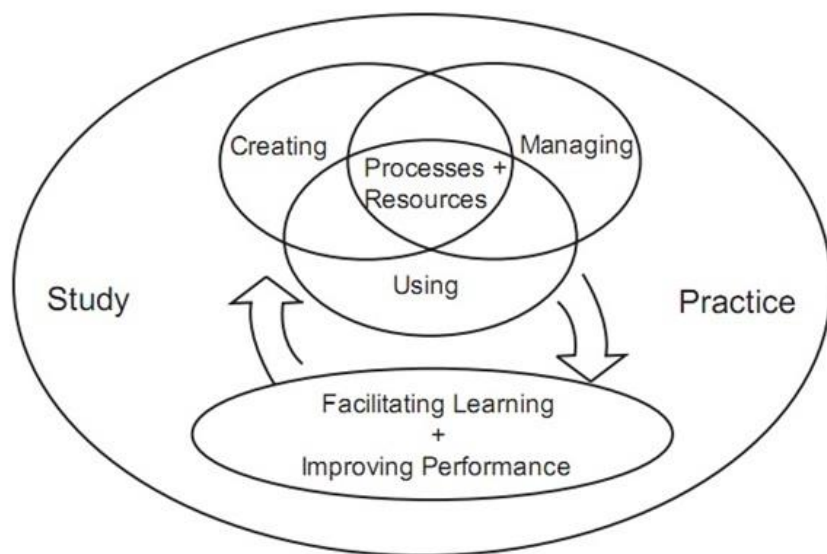 Creating
Managing
Processes +
Resources
Using
Study
Practice
Facilitating Learning
+
Improving Performance